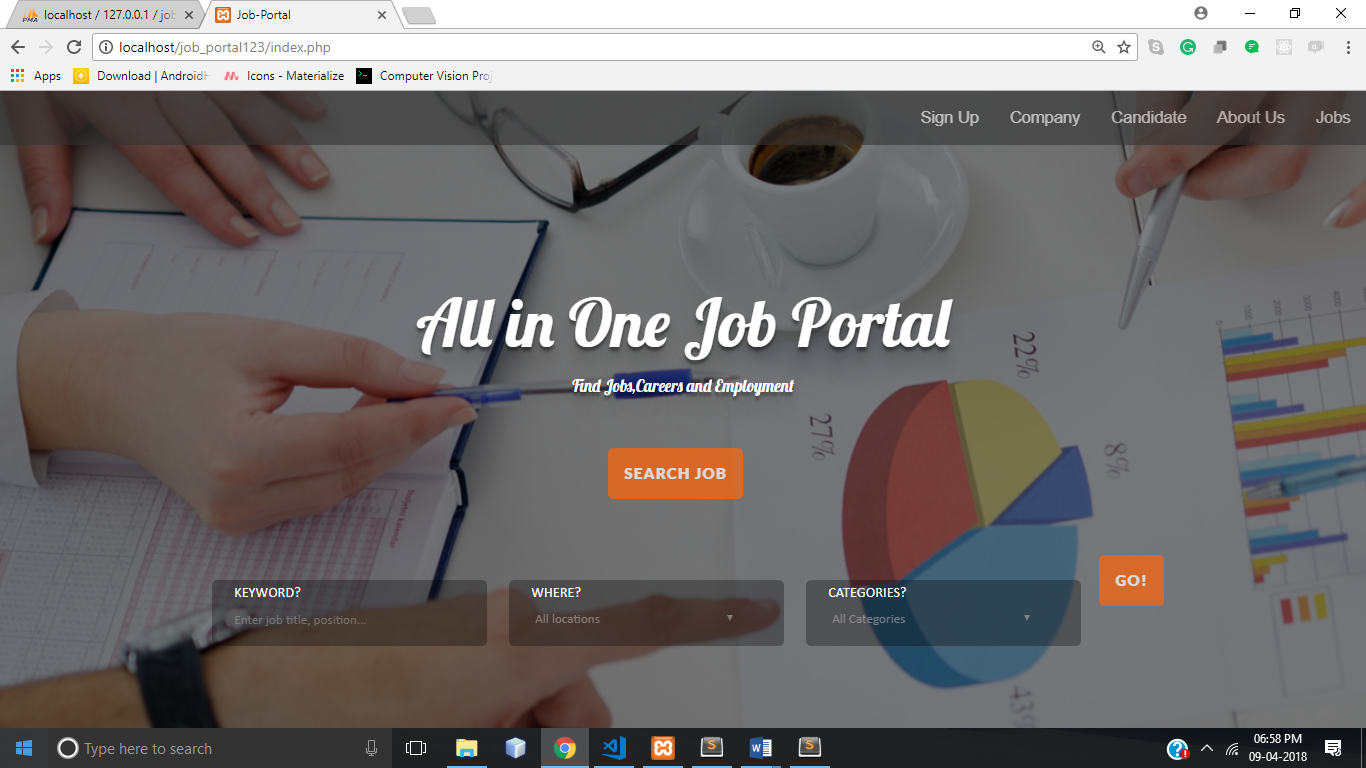 localhost / 127.0.0.1 / job
Job-Portal
localhost/job_portal123/index.php
Apps
Download | AndroidH
Icons - Materialize
Computer Vision Proj
Sign Up
Company
Candidate
About Us
Jobs
All in One Job Portal
Find Jobs,Careers and Employment
22%
27%
8%
SEARCH JOB
GO!
KEYWORD?
WHERE?
CATEGORIES?
Enter job title, position...
All locations
All Categories
43%
Type here to search
06:58 PM
09-04-2018